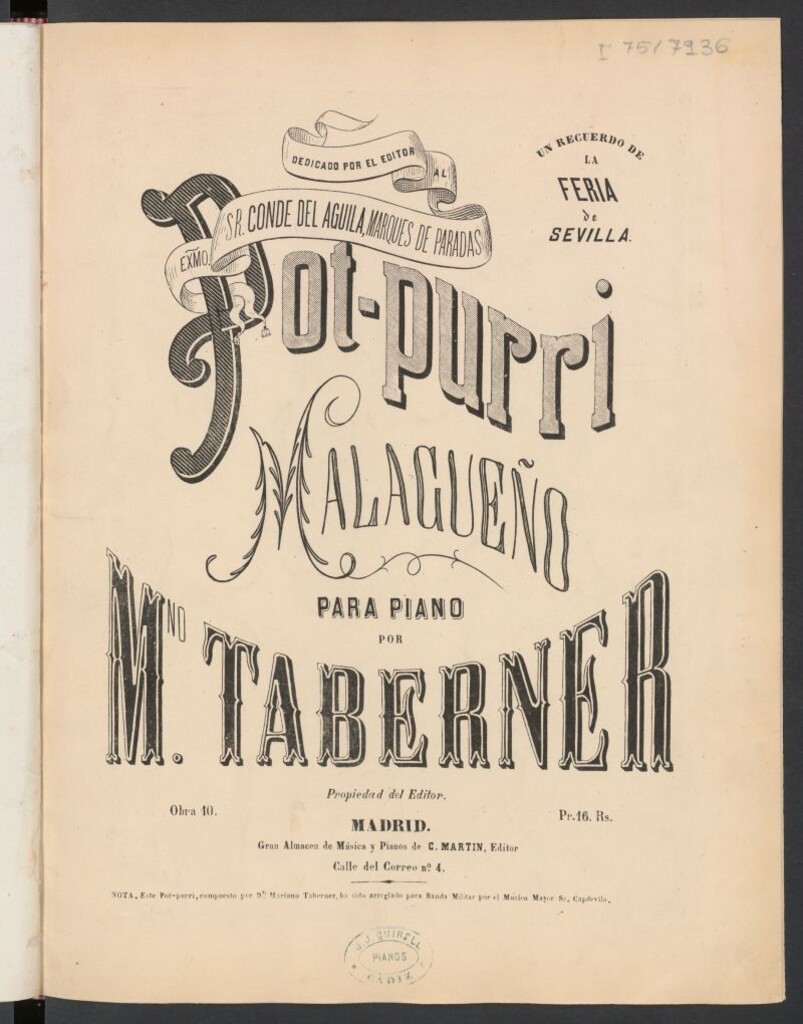 I' 75/7936
UN RECUERDO DE
LA
FERIA
de
SEVILLA.
DEDICADO POR EL EDITOR
AL
EXMO. SR. CONDE DEL AGUILA, MARQUES DE PARADAS
Pot-purri
MALAGUEÑO
PARA PIANO
POR
M.NO TABERNER
Propiedad del Editor.
Obra 10.
Pr. 16. Rs.
MADRID.
Gran Almacen de Música y Pianos de C. MARTIN, Editor
Calle del Correo nº 4.
NOTA. Este Pot-purri, compuesto por Dn. Mariano Taberner, ha sido arreglado para Banda Militar por el Músico Mayor Sr. Capdevila.
J.J. QUIRELL
PIANOS
CADIZ